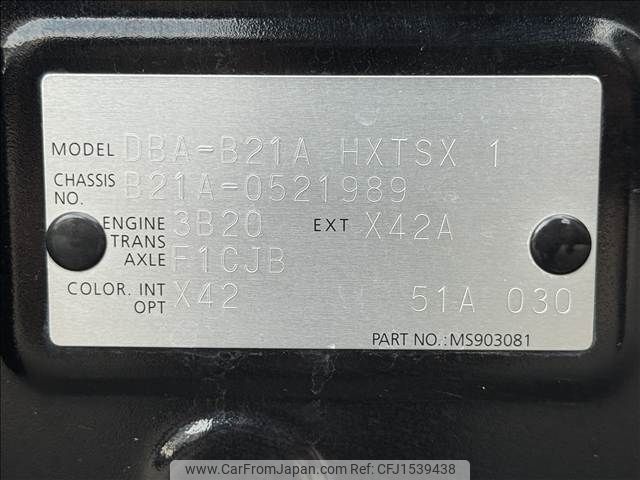 MODEL DBA-B21A HXTSX 1
CHASSIS NO. B21A-0521989
ENGINE 3B20 EXT X42A
TRANS AXLE F1CJB
COLOR. INT X42
OPT 51A 030
PART NO.:MS903081
www.CarFromJapan.com Ref No. CFJ1539438